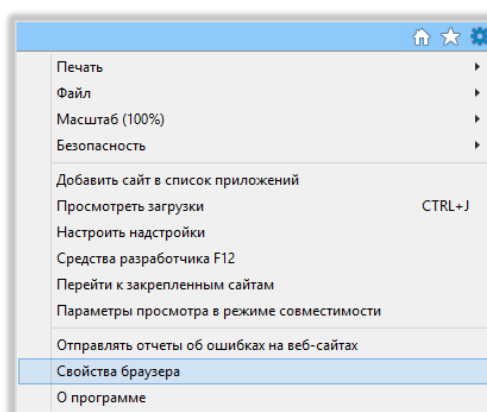 Печать
Файл
Масштаб (100%)
Безопасность
Добавить сайт в список приложений
Просмотреть загрузки CTRL+J
Настроить надстройки
Средства разработчика F12
Перейти к закрепленным сайтам
Параметры просмотра в режиме совместимости
Отправлять отчеты об ошибках на веб-сайтах
Свойства браузера
О программе